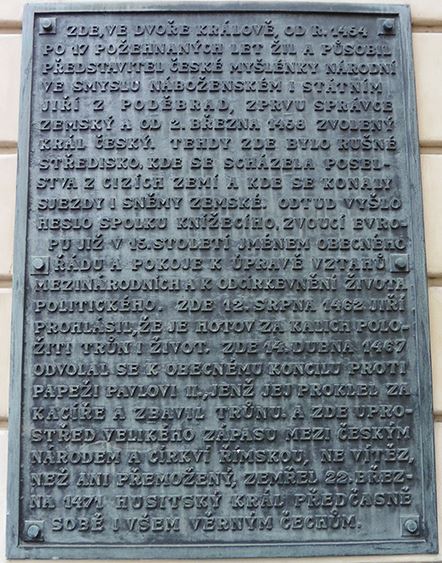 ZDE, VE DVOŘE KRÁLOVĚ, OD R. 1454
PO 17 POŽEHNANÝCH LET ŽIL A PŮSOBIL
PŘEDSTAVITEL ČESKÉ MYŠLÉNKY NÁRODNÍ
VE SMYSLU NÁBOŽENSKÉM I STÁTNÍM
JIŘÍ Z PODĚBRAD, ZPRVU SPRÁVCE
ZEMSKÝ A OD 2. BŘEZNA 1458 ZVOLENÝ
KRÁL ČESKÝ. TEHDY ZDE BYLO RUŠNÉ
STŘEDISKO, KDE SE SCHÁZELA POSEL-
STVA Z CIZÍCH ZEMÍ A KDE SE KONALY
SJEZDY I SNĚMY ZEMSKÉ; ODTUD VYŠLO
HESLO SPOLKU KNÍŽECÍHO, ZVOUCÍ EVRO-
PU JIŽ V 15. STOLETÍ JMÉNEM OBECNÉHO
ŘÁDU A POKOJE K ÚPRAVĚ VZTAHŮ
MEZINÁRODNÍCH A K ODCÍRKEVNĚNÍ ŽIVOTA
POLITICKÉHO. ZDE 12. SRPNA 1462 JIŘÍ
PROHLÁSIL, ŽE JE HOTOV ZA KALICH POLO-
ŽITI TRŮN I ŽIVOT. ZDE 14. DUBNA 1467
ODVOLAL SE K OBECNÉMU KONCILU PROTI
PAPEŽI PAVLOVI II., JENŽ JEJ PROKLEL ZA
KACÍŘE A ZBAVIL TRŮNU. A ZDE UPRO-
STŘED VELIKÉHO ZÁPASU MEZI ČESKÝM
NÁRODEM A CÍRKVÍ ŘÍMSKOU, NE VÍTĚZ,
NEŽ ANI PŘEMOŽENÝ, ZEMŘEL 22. BŘEZ-
NA 1471 HUSITSKÝ KRÁL PŘEDČASNĚ
SOBĚ I VŠEM VĚRNÝM ČECHŮM.